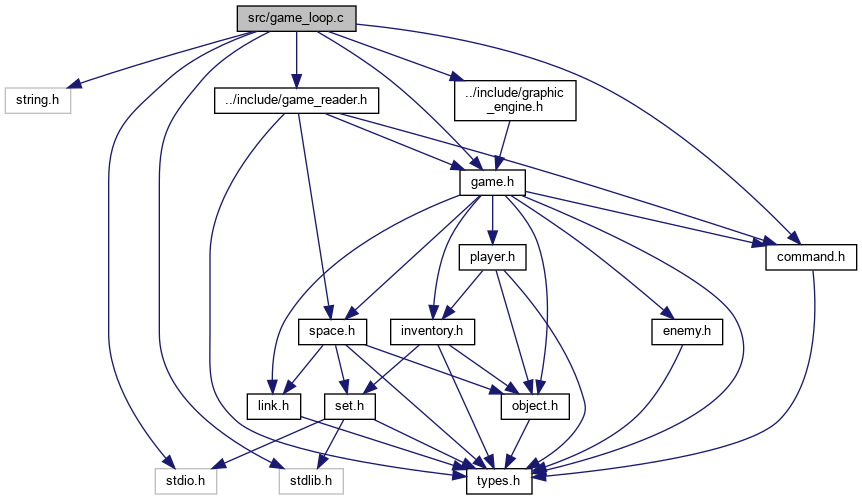 src/game_loop.c
string.h
../include/game_reader.h
../include/graphic
_engine.h
game.h
player.h
command.h
space.h
inventory.h
enemy.h
link.h
set.h
object.h
stdio.h
stdlib.h
types.h